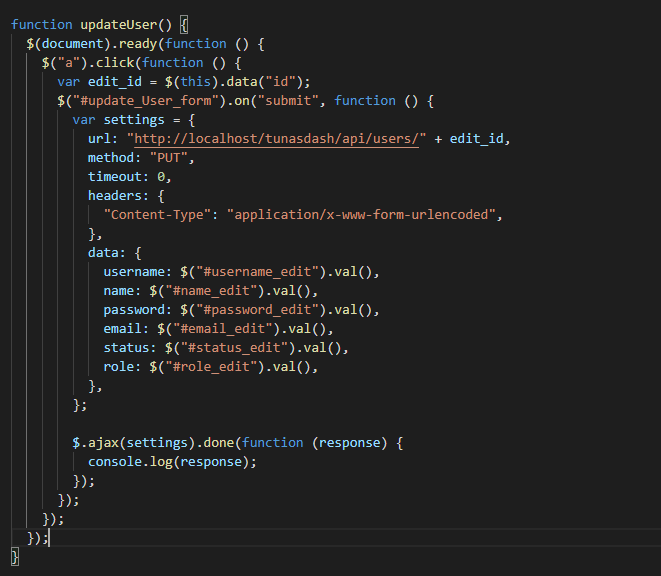 function updateUser() {
  $(document).ready(function () {
    $("a").click(function () {
      var edit_id = $(this).data("id");
      $("#update_User_form").on("submit", function () {
        var settings = {
          url: "http://localhost/tunasdash/api/users/" + edit_id,
          method: "PUT",
          timeout: 0,
          headers: {
            "Content-Type": "application/x-www-form-urlencoded",
          },
          data: {
            username: $("#username_edit").val(),
            name: $("#name_edit").val(),
            password: $("#password_edit").val(),
            email: $("#email_edit").val(),
            status: $("#status_edit").val(),
            role: $("#role_edit").val(),
          },
        };

        $.ajax(settings).done(function (response) {
          console.log(response);
        });
      });
    });
  });
}